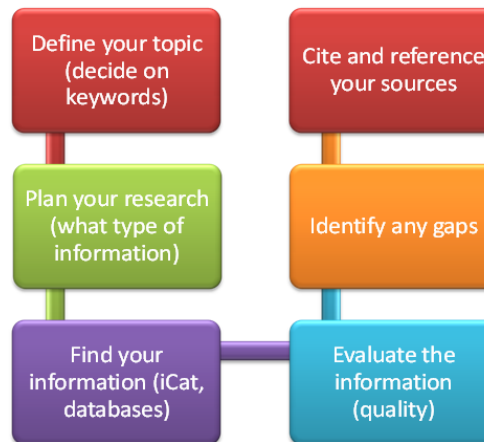 Define your topic
(decide on
keywords)
Plan your research
(what type of
information)
Find your
information (iCat,
databases)
Evaluate the
information
(quality)
Identify any gaps
Cite and reference
your sources